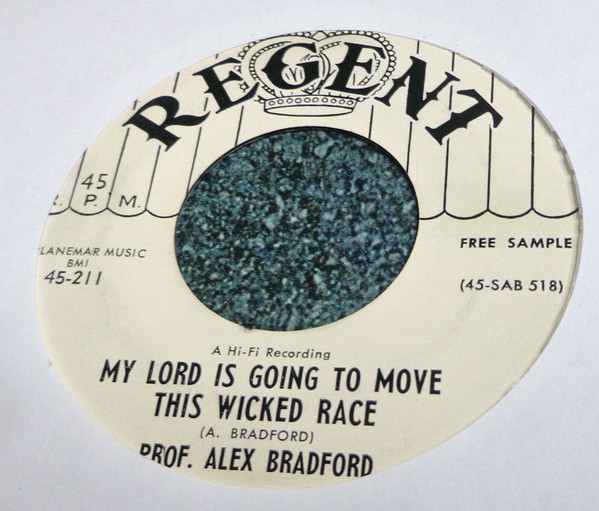 REGENT
45
R. P. M.
LANEMAR MUSIC
BMI
45-211
FREE SAMPLE
(45-SAB 518)
A Hi-Fi Recording
MY LORD IS GOING TO MOVE
THIS WICKED RACE
(A. BRADFORD)
PROF. ALEX BRADFORD